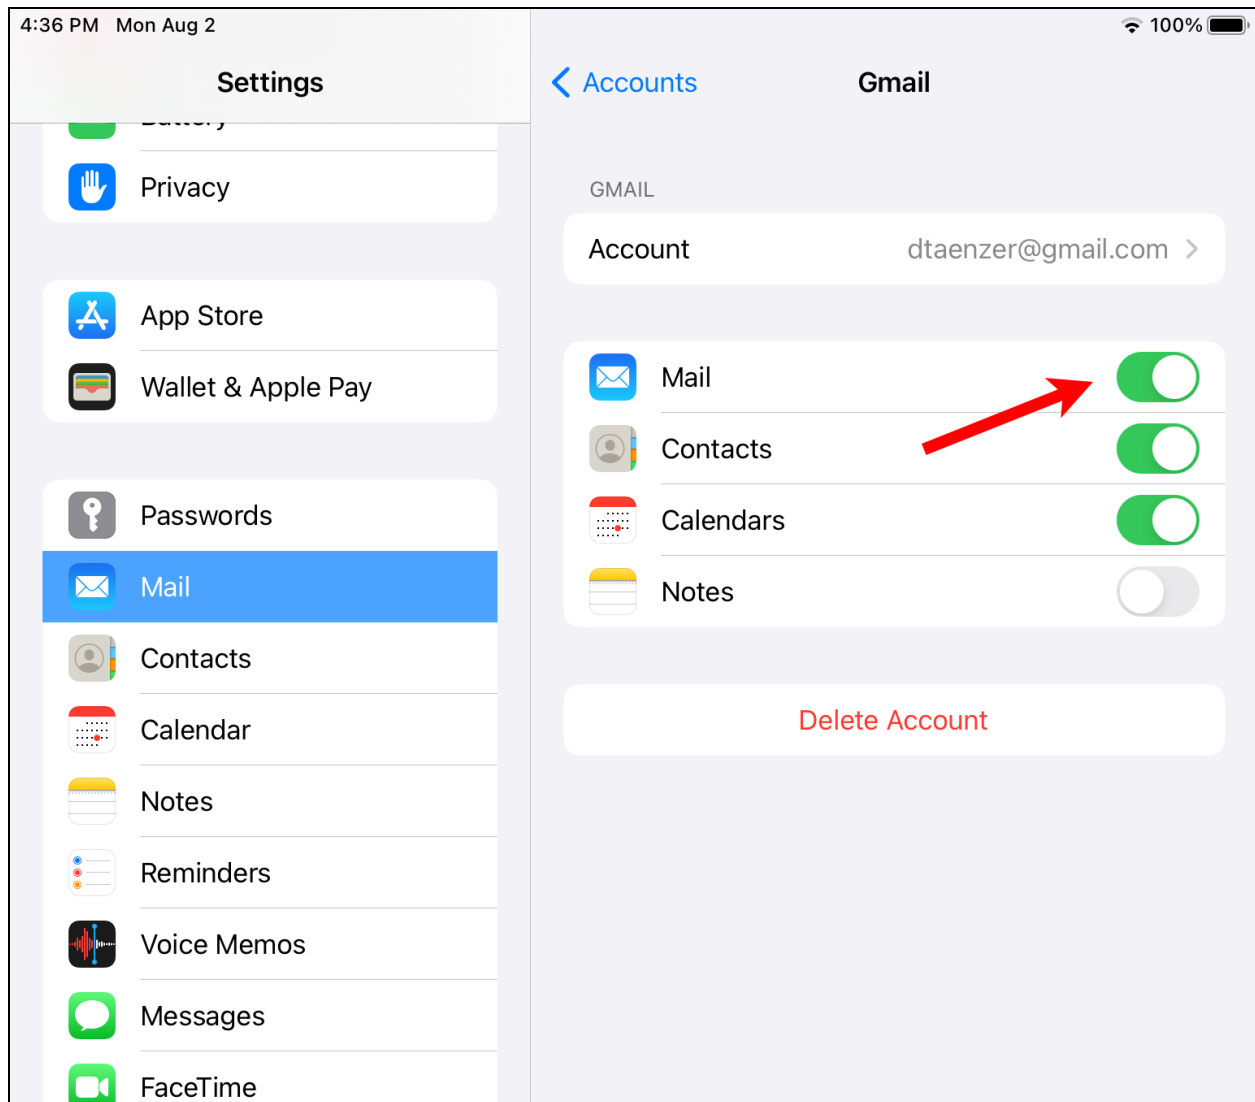 4:36 PM Mon Aug 2
100%
Settings
Battery
Privacy
App Store
Wallet & Apple Pay
Passwords
Mail
Contacts
Calendar
Notes
Reminders
Voice Memos
Messages
FaceTime
Accounts
Gmail
GMAIL
Account dtaenzer@gmail.com
Mail
Contacts
Calendars
Notes
Delete Account